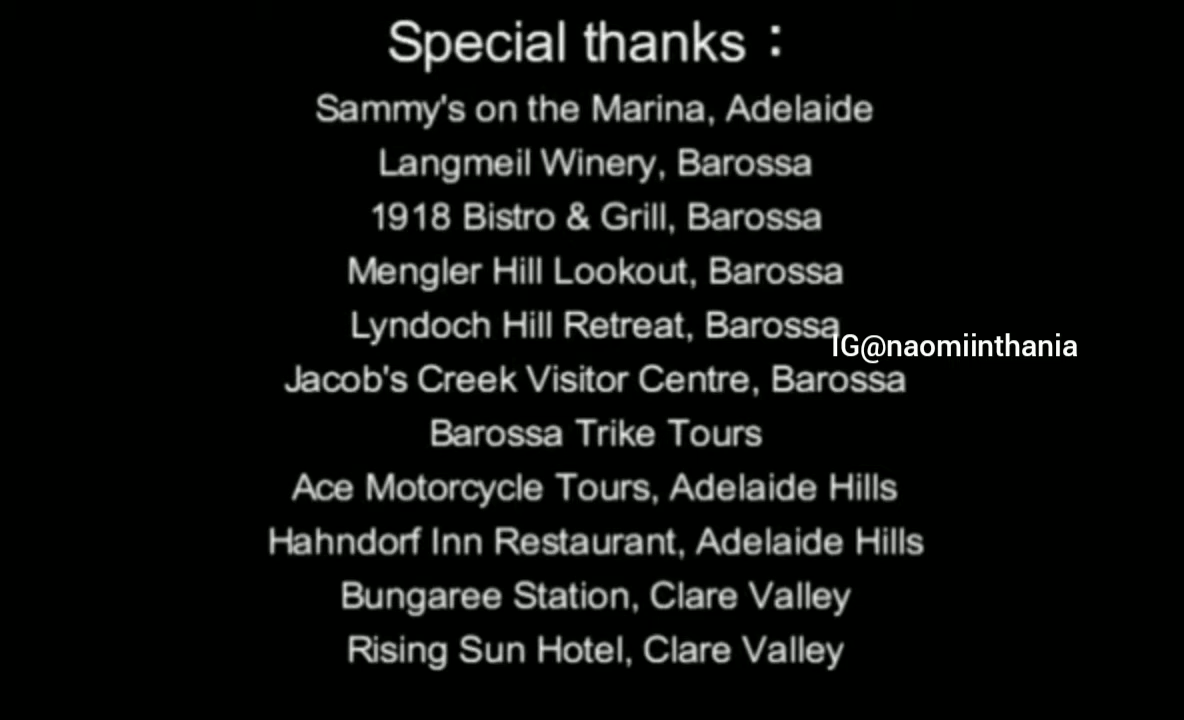 Special thanks :
Sammy's on the Marina, Adelaide
Langmeil Winery, Barossa
1918 Bistro & Grill, Barossa
Mengler Hill Lookout, Barossa
Lyndoch Hill Retreat, Barossa
IG@naomiinthania
Jacob's Creek Visitor Centre, Barossa
Barossa Trike Tours
Ace Motorcycle Tours, Adelaide Hills
Hahndorf Inn Restaurant, Adelaide Hills
Bungaree Station, Clare Valley
Rising Sun Hotel, Clare Valley